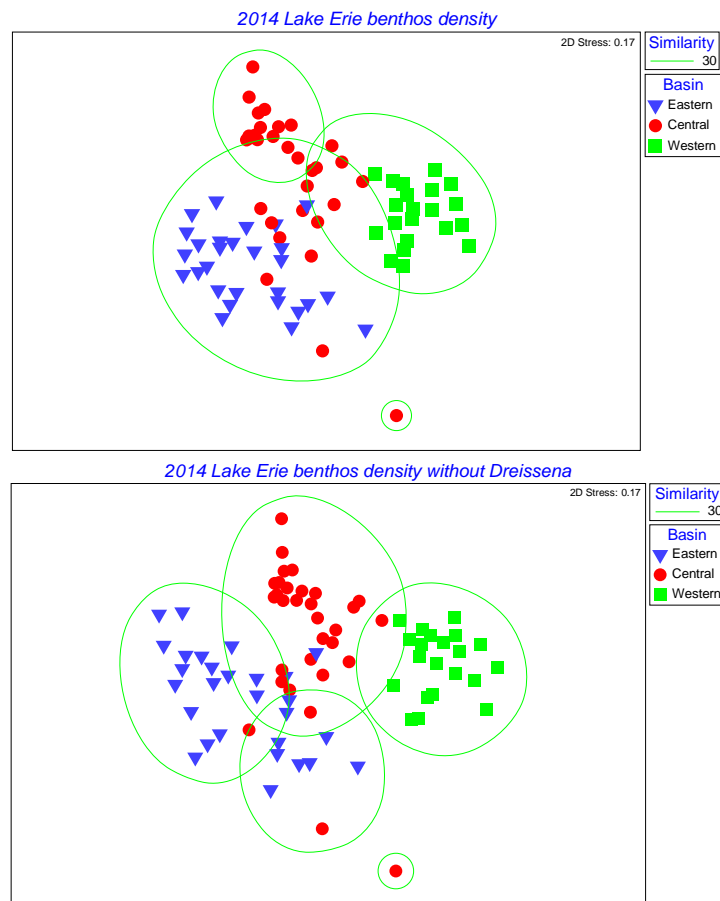 2014 Lake Erie benthos density
2D Stress: 0.17
Similarity
30
Basin
Eastern
Central
Western
2014 Lake Erie benthos density without Dreissena
2D Stress: 0.17
Similarity
30
Basin
Eastern
Central
Western